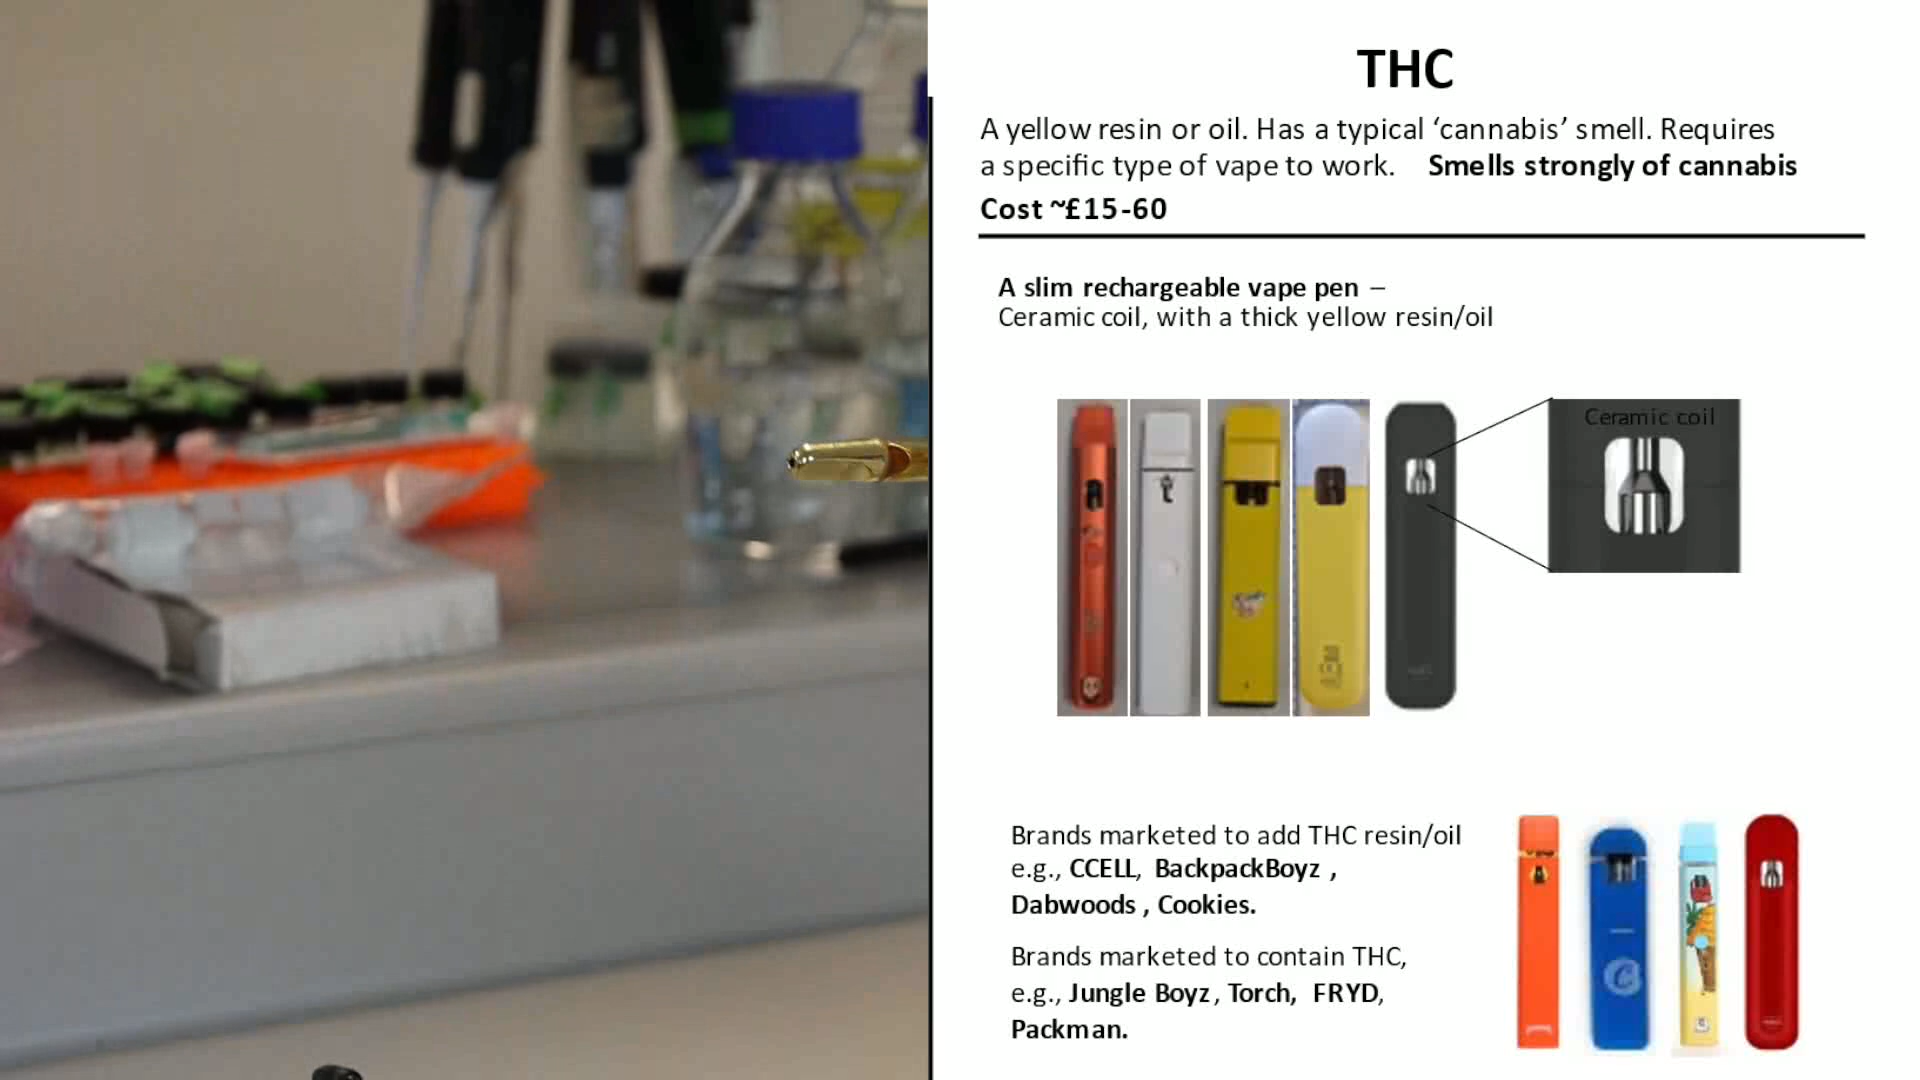 THC
A yellow resin or oil. Has a typical ‘cannabis’ smell. Requires
a specific type of vape to work. Smells strongly of cannabis
Cost ~£15-60
A slim rechargeable vape pen –
Ceramic coil, with a thick yellow resin/oil
Ceramic coil
Brands marketed to add THC resin/oil
e.g., CCELL, BackpackBoyz ,
Dabwoods , Cookies.
Brands marketed to contain THC,
e.g., Jungle Boyz , Torch, FRYD,
Packman.